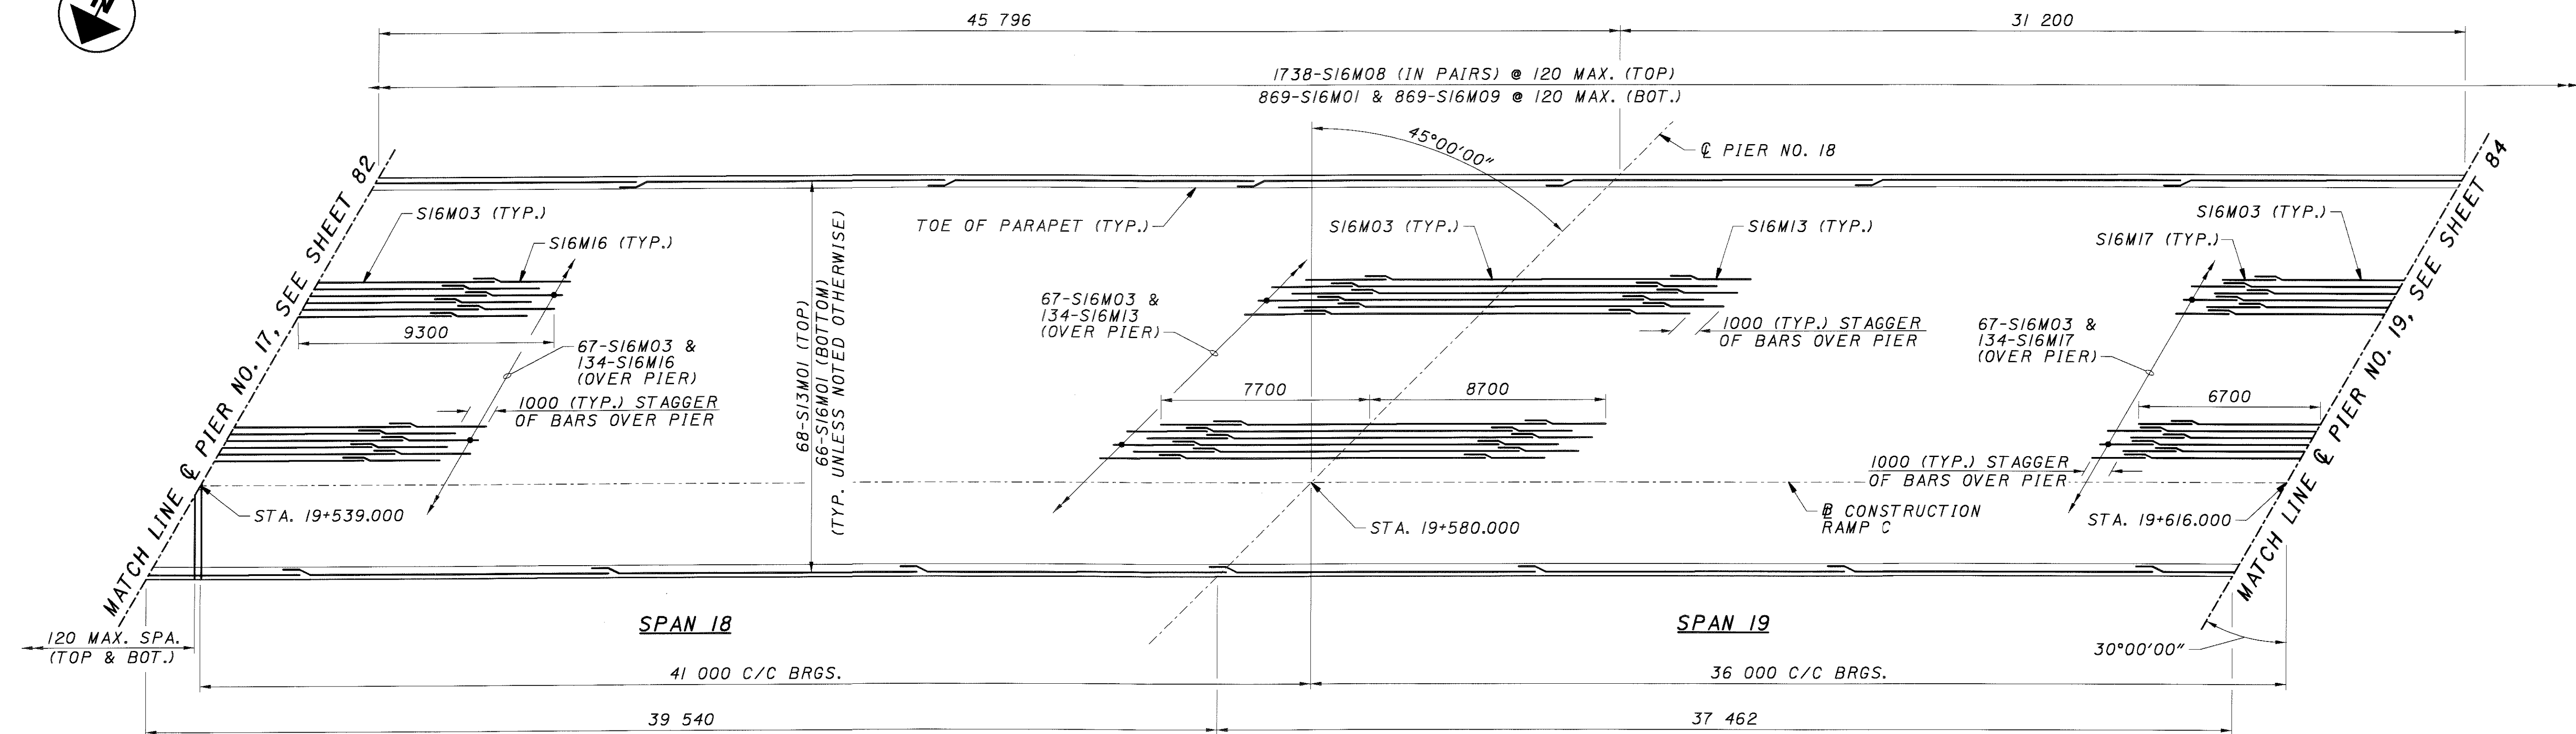 N
45 796
31 200
1738-S16M08 (IN PAIRS) @ 120 MAX. (TOP)
869-S16M01 & 869-S16M09 @ 120 MAX. (BOT.)
45°00'00"
℄ PIER NO. 18
MATCH LINE ℄ PIER NO. 17, SEE SHEET 82
S16M03 (TYP.)
S16M16 (TYP.)
TOE OF PARAPET (TYP.)
S16M03 (TYP.)
S16M13 (TYP.)
S16M03 (TYP.)
S16M17 (TYP.)
MATCH LINE ℄ PIER NO. 19, SEE SHEET 84
9300
67-S16M03 &
134-S16M16
(OVER PIER)
1000 (TYP.) STAGGER
OF BARS OVER PIER
68-S13M01 (TOP)
66-S16M01 (BOTTOM)
(TYP. UNLESS NOTED OTHERWISE)
67-S16M03 &
134-S16M13
(OVER PIER)
1000 (TYP.) STAGGER
OF BARS OVER PIER
67-S16M03 &
134-S16M17
(OVER PIER)
7700
8700
6700
1000 (TYP.) STAGGER
OF BARS OVER PIER
STA. 19+539.000
STA. 19+580.000
BL CONSTRUCTION
RAMP C
STA. 19+616.000
SPAN 18
SPAN 19
120 MAX. SPA.
(TOP & BOT.)
30°00'00"
41 000 C/C BRGS.
36 000 C/C BRGS.
39 540
37 462